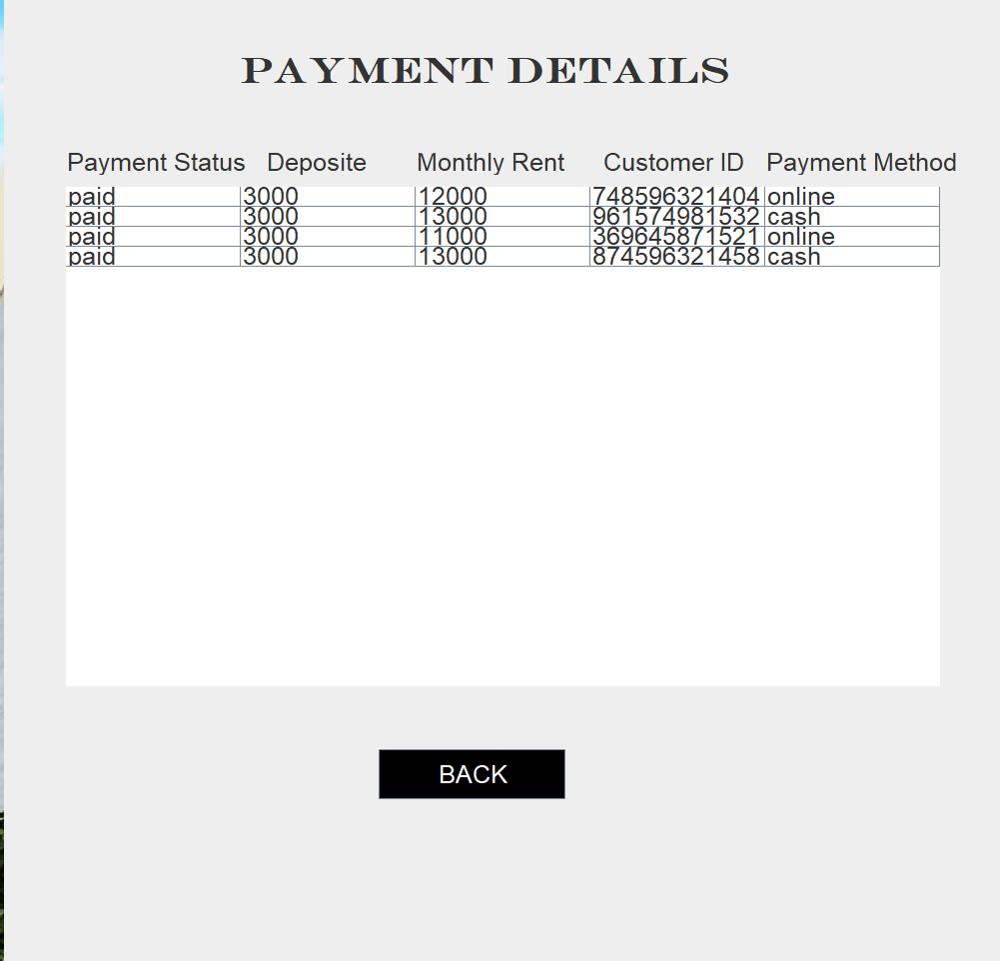 PAYMENT DETAILS
Payment Status Deposite Monthly Rent Customer ID Payment Method
paid 3000 12000 748596321404 online
paid 3000 13000 961574981532 cash
paid 3000 11000 369645871521 online
paid 3000 13000 874596321458 cash
BACK